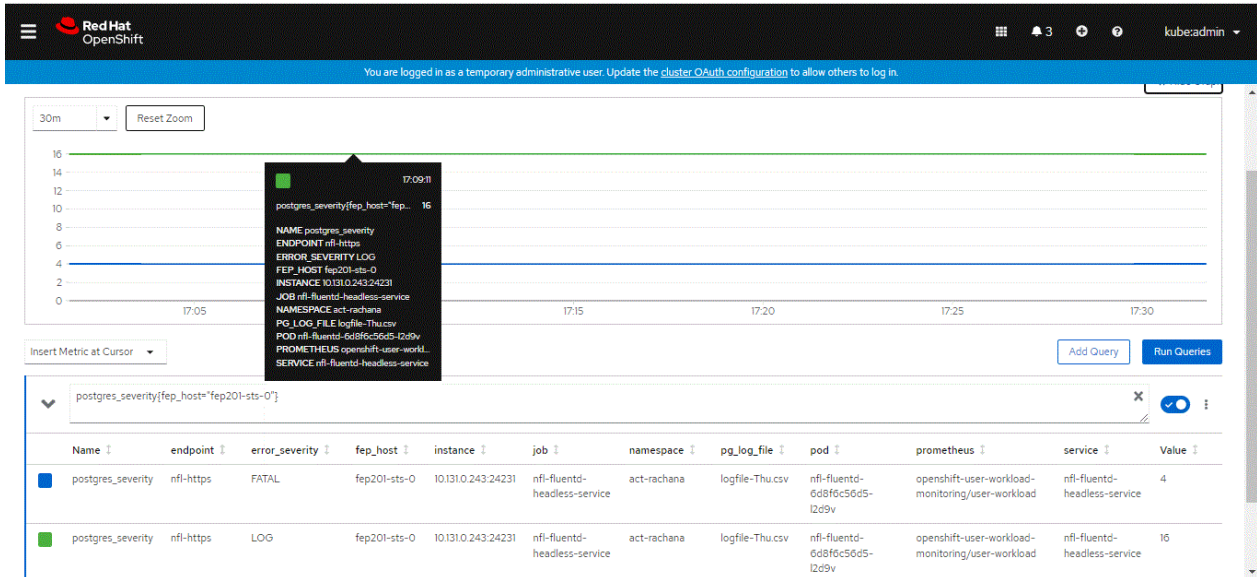 Red Hat
OpenShift
3
kube:admin
You are logged in as a temporary administrative user. Update the cluster OAuth configuration to allow others to log in.
30m
Reset Zoom
16
14
12
10
8
6
4
2
0
17:05
17:15
17:20
17:25
17:30
17:09:11
postgres_severity{fep_host="fep... 16
NAME postgres_severity
ENDPOINT nfl-https
ERROR_SEVERITY LOG
FEP_HOST fep201-sts-0
INSTANCE 10.131.0.243:24231
JOB nfl-fluentd-headless-service
NAMESPACE act-rachana
PG_LOG_FILE logfile-Thu.csv
POD nfl-fluentd-6d8f6c56d5-l2d9v
PROMETHEUS openshift-user-workl...
SERVICE nfl-fluentd-headless-service
Insert Metric at Cursor
Add Query
Run Queries
postgres_severity{fep_host="fep201-sts-0"}
Name endpoint error_severity fep_host instance job namespace pg_log_file pod prometheus service Value
postgres_severity nfl-https FATAL fep201-sts-0 10.131.0.243:24231 nfl-fluentd- act-rachana logfile-Thu.csv nfl-fluentd- openshift-user-workload- nfl-fluentd- 4
headless-service 6d8f6c56d5- monitoring/user-workload headless-service
l2d9v
postgres_severity nfl-https LOG fep201-sts-0 10.131.0.243:24231 nfl-fluentd- act-rachana logfile-Thu.csv nfl-fluentd- openshift-user-workload- nfl-fluentd- 16
headless-service 6d8f6c56d5- monitoring/user-workload headless-service
l2d9v